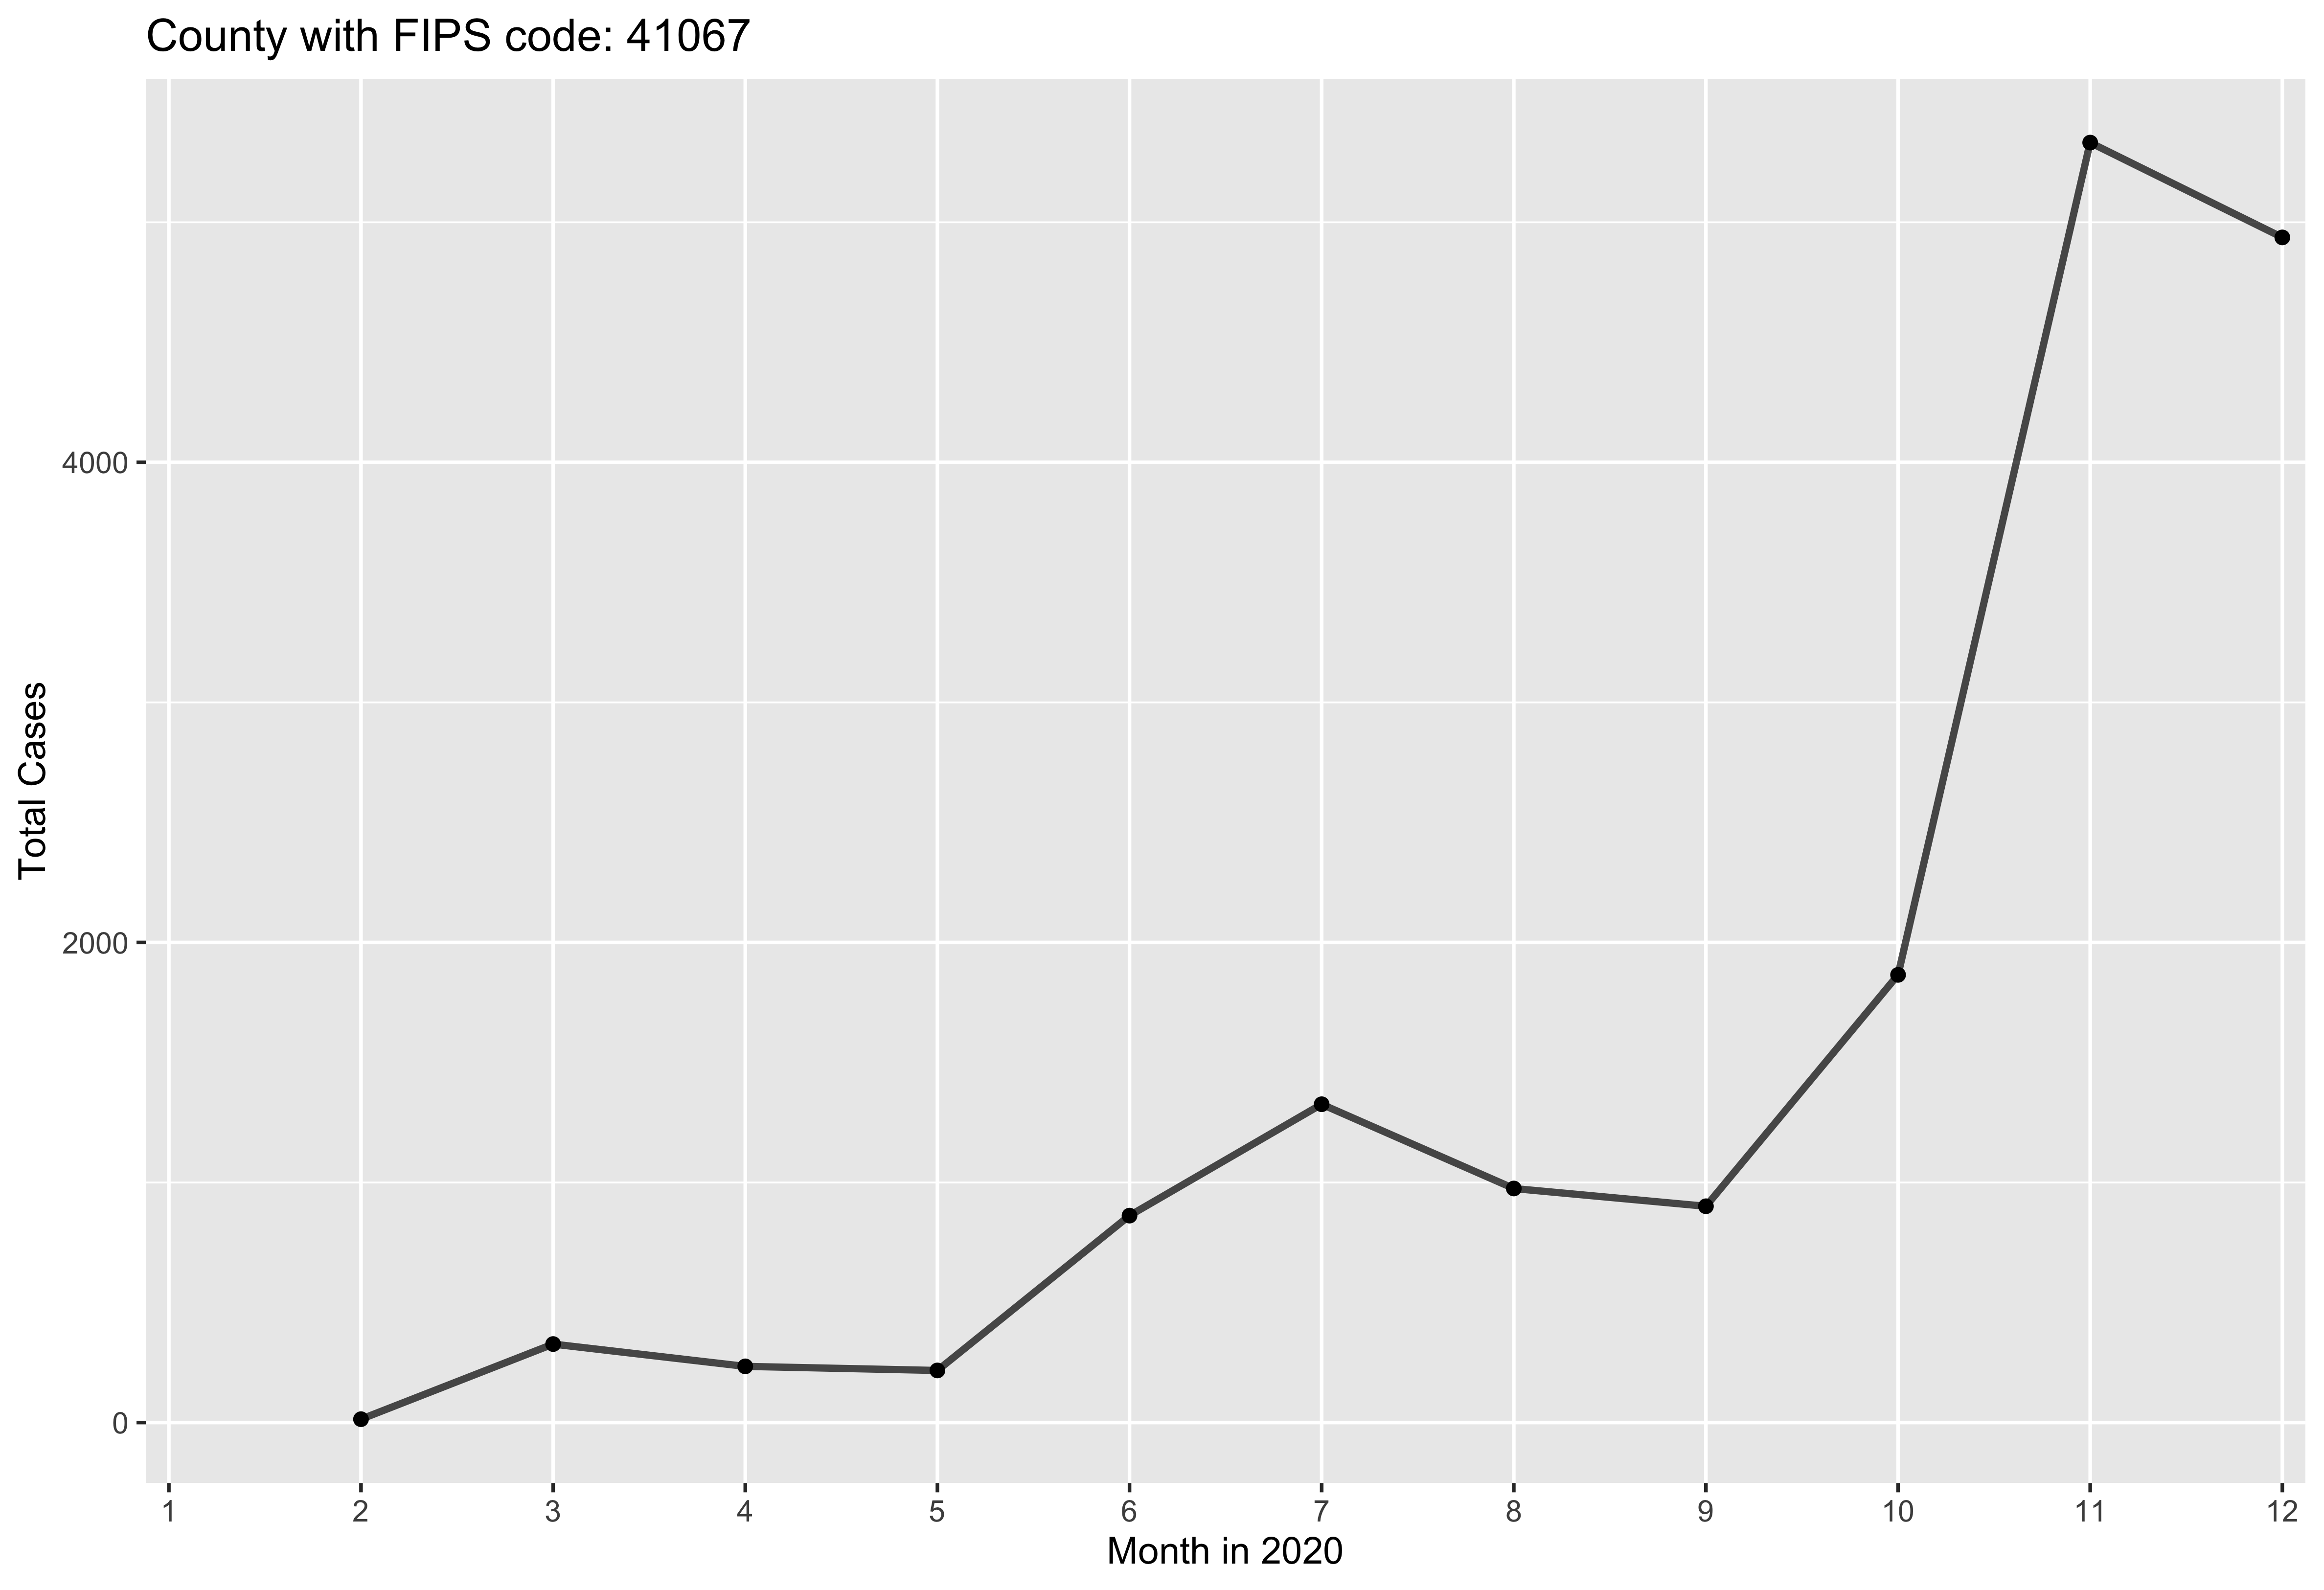 County with FIPS code: 41067
Total Cases
4000
2000
0
1 2 3 4 5 6 7 8 9 10 11 12
Month in 2020